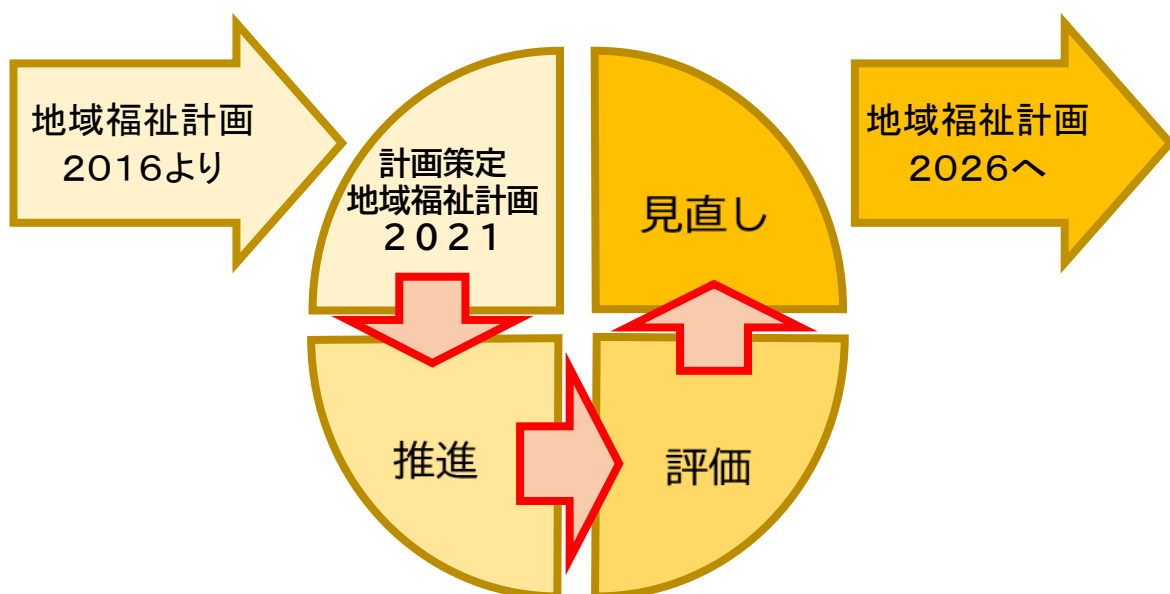 地域福祉計画
2016より
計画策定
地域福祉計画
2021
推進
評価
見直し
地域福祉計画
2026へ